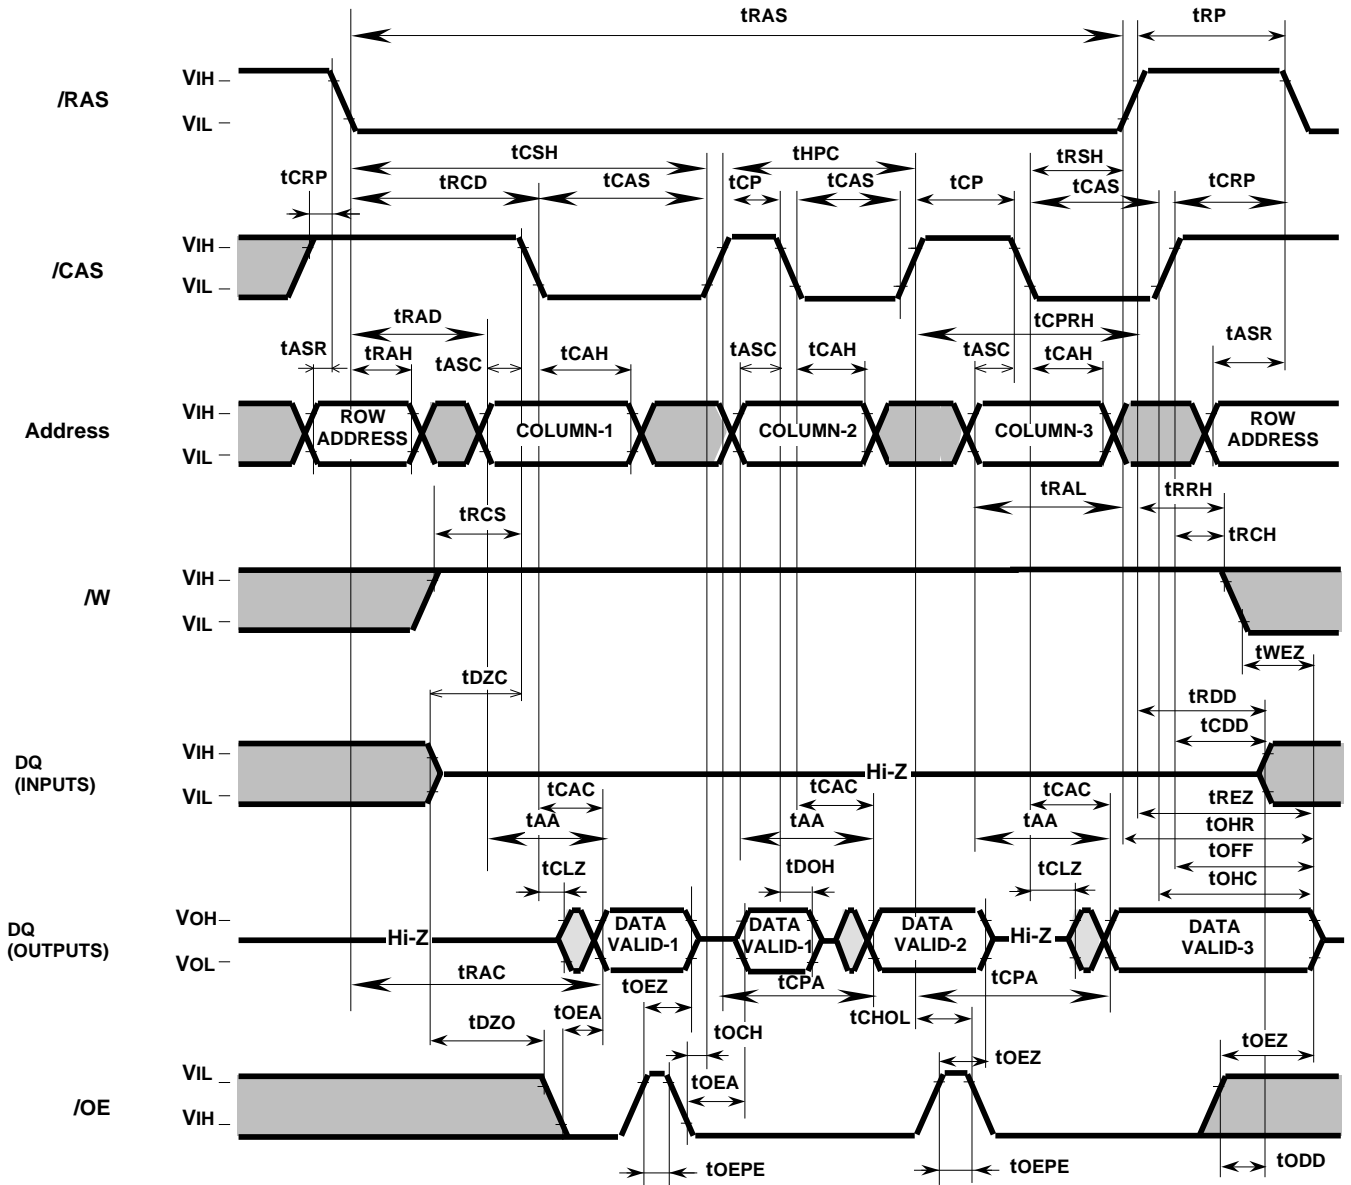 tRAS
tRP
VIH
/RAS
VIL
tCSH
tHPC
tRSH
tCRP
tRCD
tCAS
tCP
tCAS
tCP
tCAS
tCRP
VIH
/CAS
VIL
tRAD
tCPRH
tASR
tRAH
tASC
tCAH
tASC
tCAH
tASC
tCAH
tASR
VIH
Address
VIL
ROW
ADDRESS
COLUMN-1
COLUMN-2
COLUMN-3
ROW
ADDRESS
tRCS
tRAL
tRRH
tRCH
VIH
/W
VIL
tWEZ
tDZC
tRDD
tCDD
VIH
DQ
(INPUTS)
VIL
Hi-Z
tCAC
tCAC
tCAC
tREZ
tAA
tAA
tAA
tOHR
tCLZ
tDOH
tCLZ
tOFF
tOHC
VOH
DQ
(OUTPUTS)
VOL
Hi-Z
DATA
VALID-1
DATA
VALID-1
DATA
VALID-2
Hi-Z
DATA
VALID-3
tRAC
tOEZ
tCPA
tCPA
tDZO
tOEA
tOCH
tCHOL
tOEZ
tOEZ
tOEA
VIL
/OE
VIH
tOEPE
tOEPE
tODD